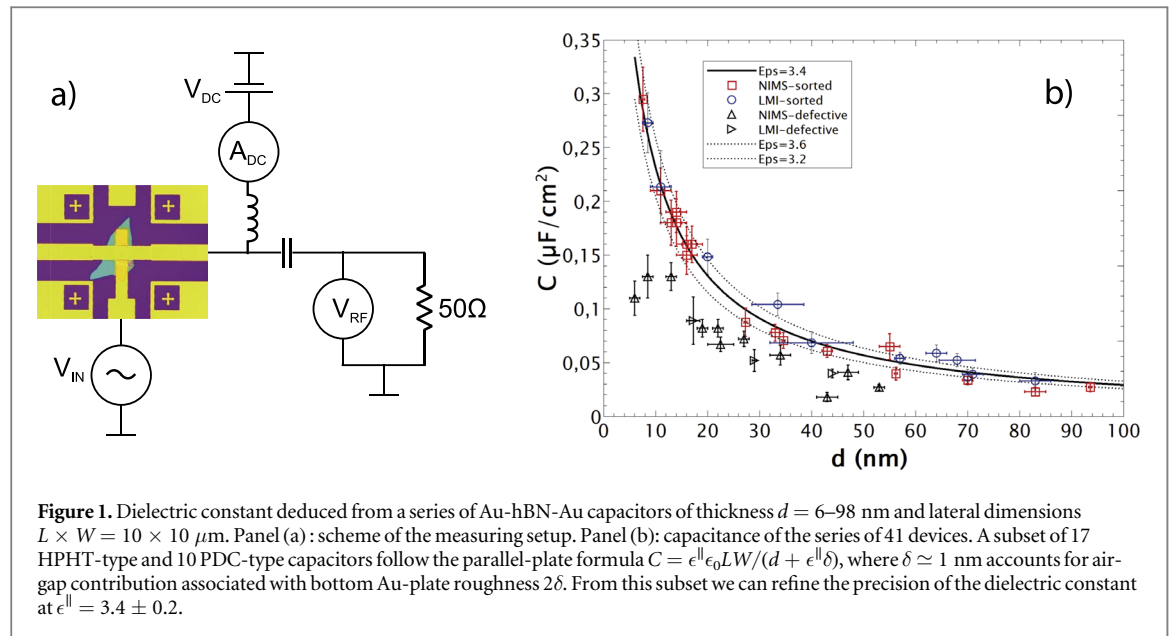 a)
V_DC
A_DC
V_RF
50Ω
V_IN
b)
0,35
0,3
0,25
0,2
0,15
0,1
0,05
0
C (μF/cm²)
Eps=3.4
NIMS-sorted
LMI-sorted
NIMS-defective
LMI-defective
Eps=3.6
Eps=3.2
0 10 20 30 40 50 60 70 80 90 100
d (nm)
Figure 1. Dielectric constant deduced from a series of Au-hBN-Au capacitors of thickness d = 6–98 nm and lateral dimensions
L × W = 10 × 10 μm. Panel (a) : scheme of the measuring setup. Panel (b): capacitance of the series of 41 devices. A subset of 17
HPHT-type and 10 PDC-type capacitors follow the parallel-plate formula C = ϵ∥ϵ₀LW/(d + ϵ∥δ), where δ ≃ 1 nm accounts for air-
gap contribution associated with bottom Au-plate roughness 2δ. From this subset we can refine the precision of the dielectric constant
at ϵ∥ = 3.4 ± 0.2.